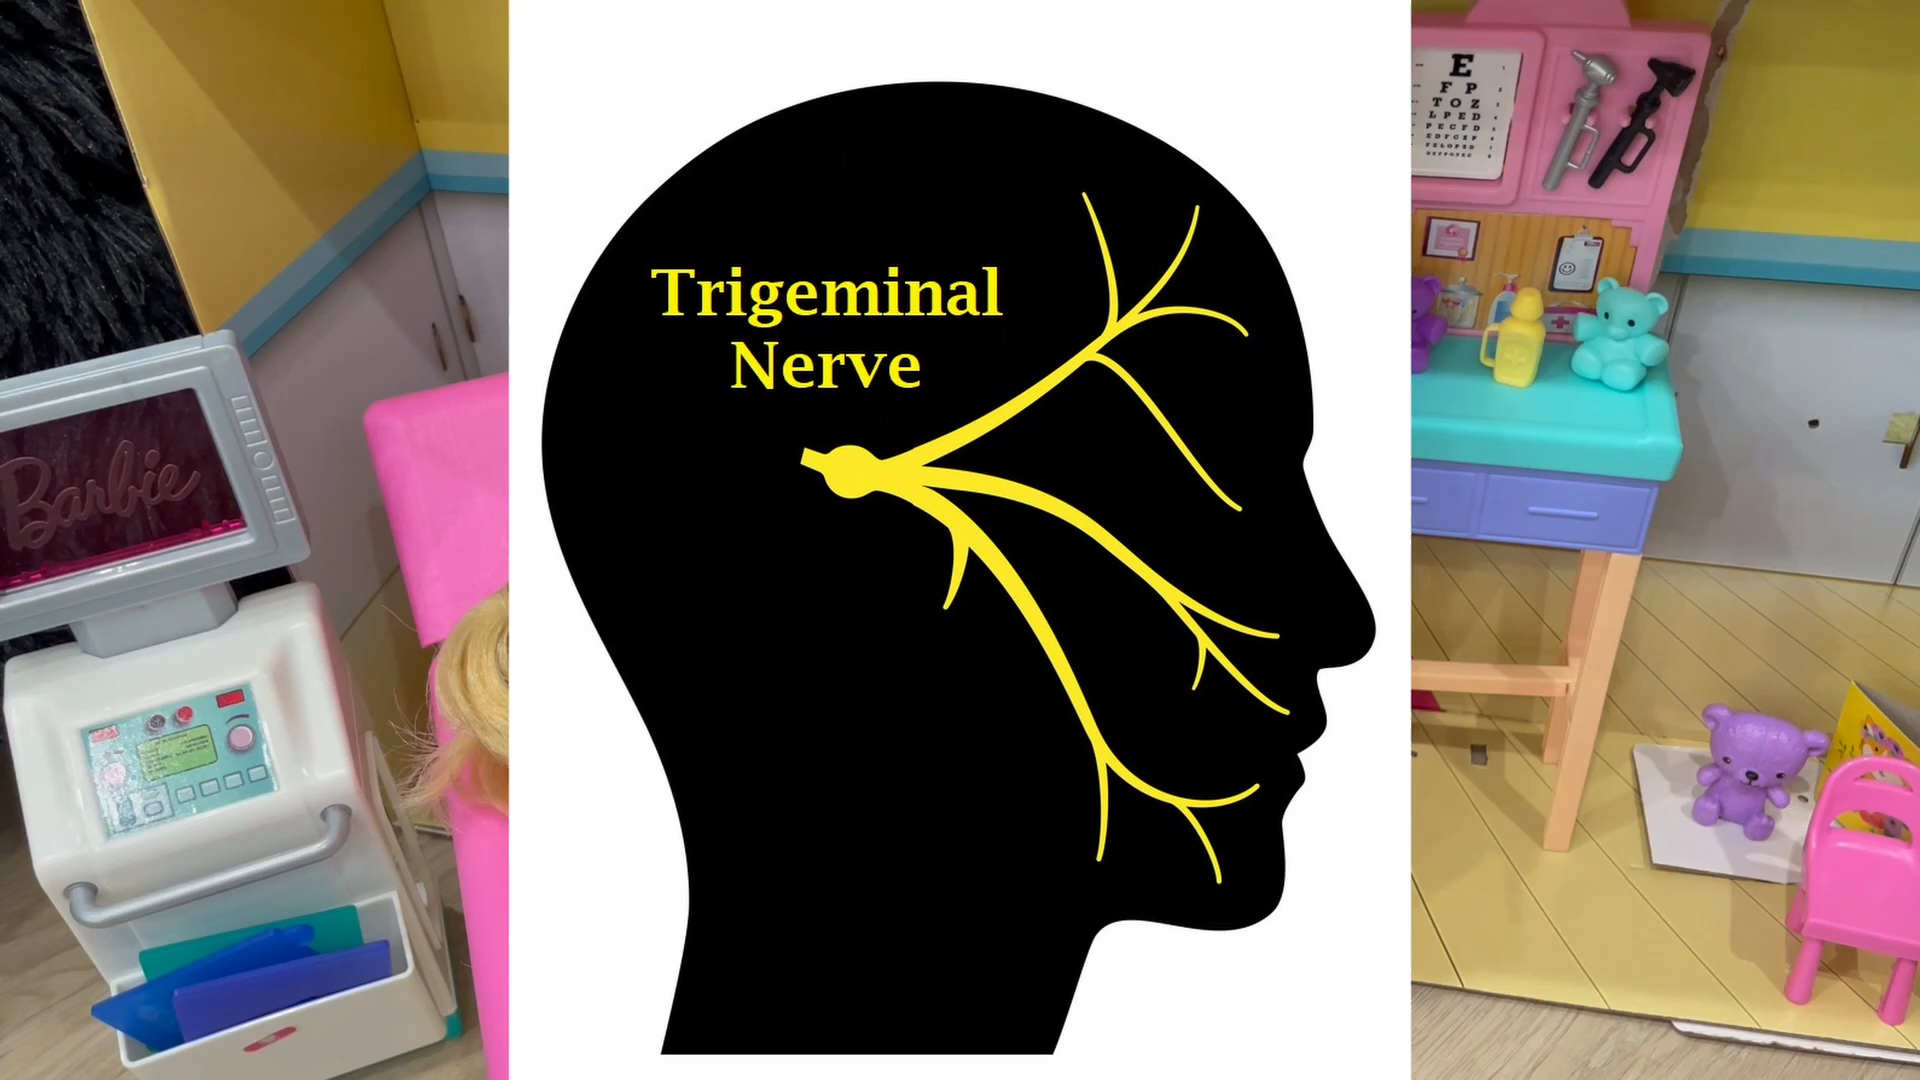 Barbie
Trigeminal
Nerve
E
F P
T O Z
L P E D
P E C F D
E D F C Z P